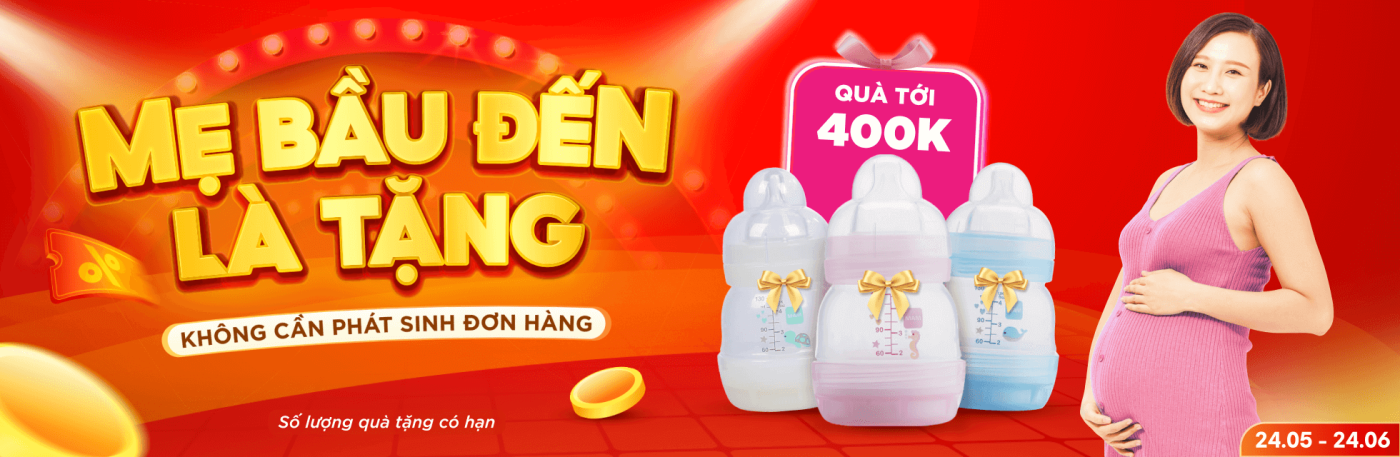 MẸ BẦU ĐẾN
LÀ TẶNG
KHÔNG CẦN PHÁT SINH ĐƠN HÀNG
Số lượng quà tặng có hạn
QUÀ TỚI
400K
24.05 - 24.06